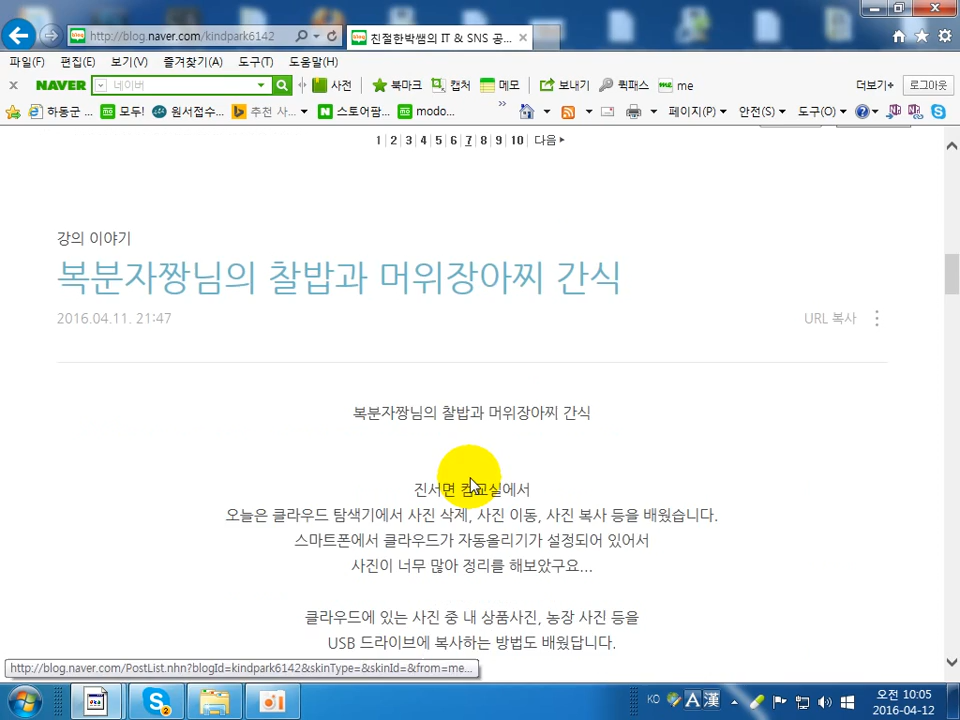 http://blog.naver.com/kindpark6142
친절한박쌤의 IT & SNS 공...
파일(F) 편집(E) 보기(V) 즐겨찾기(A) 도구(T) 도움말(H)
NAVER 네이버 사전 북마크 캡처 메모 보내기 퀵패스 me 더보기+ 로그아웃
하동군 ... 모두! 원서접수... 추천 사... 스토어팜... modo... 페이지(P) 안전(S) 도구(O)
1 2 3 4 5 6 7 8 9 10 다음
강의 이야기
복분자짱님의 찰밥과 머위장아찌 간식
2016.04.11. 21:47
URL 복사
복분자짱님의 찰밥과 머위장아찌 간식
진서면 컴교실에서
오늘은 클라우드 탐색기에서 사진 삭제, 사진 이동, 사진 복사 등을 배웠습니다.
스마트폰에서 클라우드가 자동올리기가 설정되어 있어서
사진이 너무 많아 정리를 해보았구요...
클라우드에 있는 사진 중 내 상품사진, 농장 사진 등을
USB 드라이브에 복사하는 방법도 배웠답니다.
http://blog.naver.com/PostList.nhn?blogId=kindpark6142&skinType=&skinId=&from=me...
KO A 漢
오전 10:05
2016-04-12